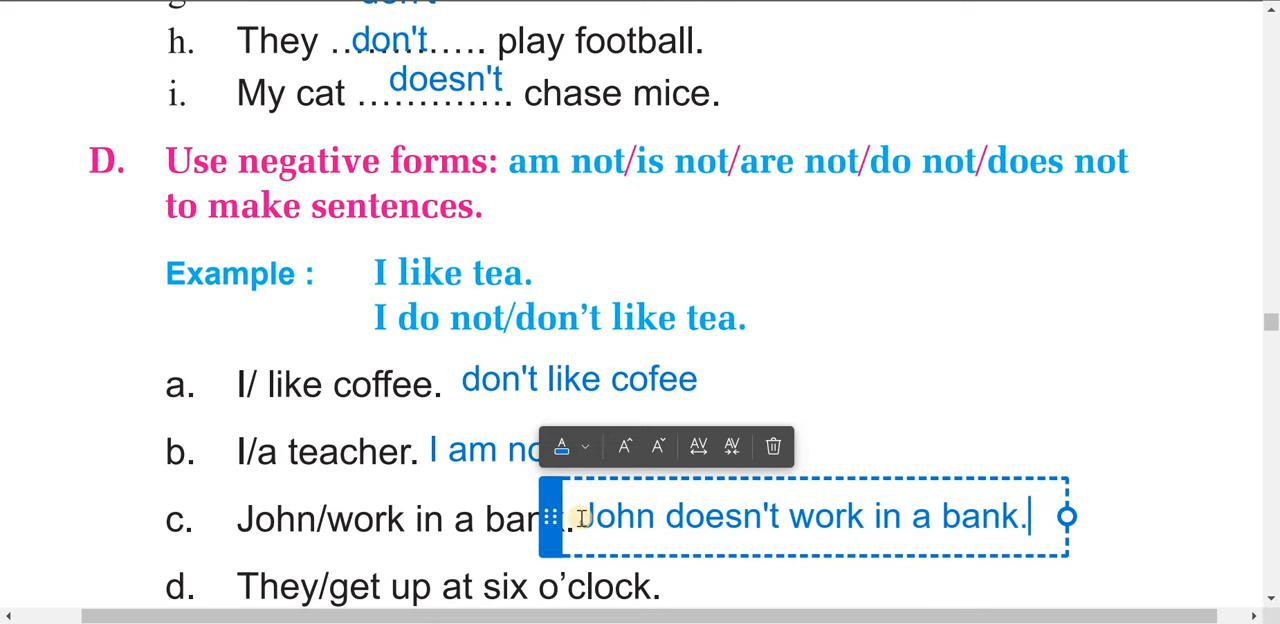 h. They ..don't..... play football.
i. My cat doesn't ............. chase mice.
D. Use negative forms: am not/is not/are not/do not/does not
to make sentences.
Example : I like tea.
I do not/don't like tea.
a. I/ like coffee. don't like cofee
b. I/a teacher. I am
c. John/work in a John doesn't work in a bank.
d. They/get up at six o'clock.